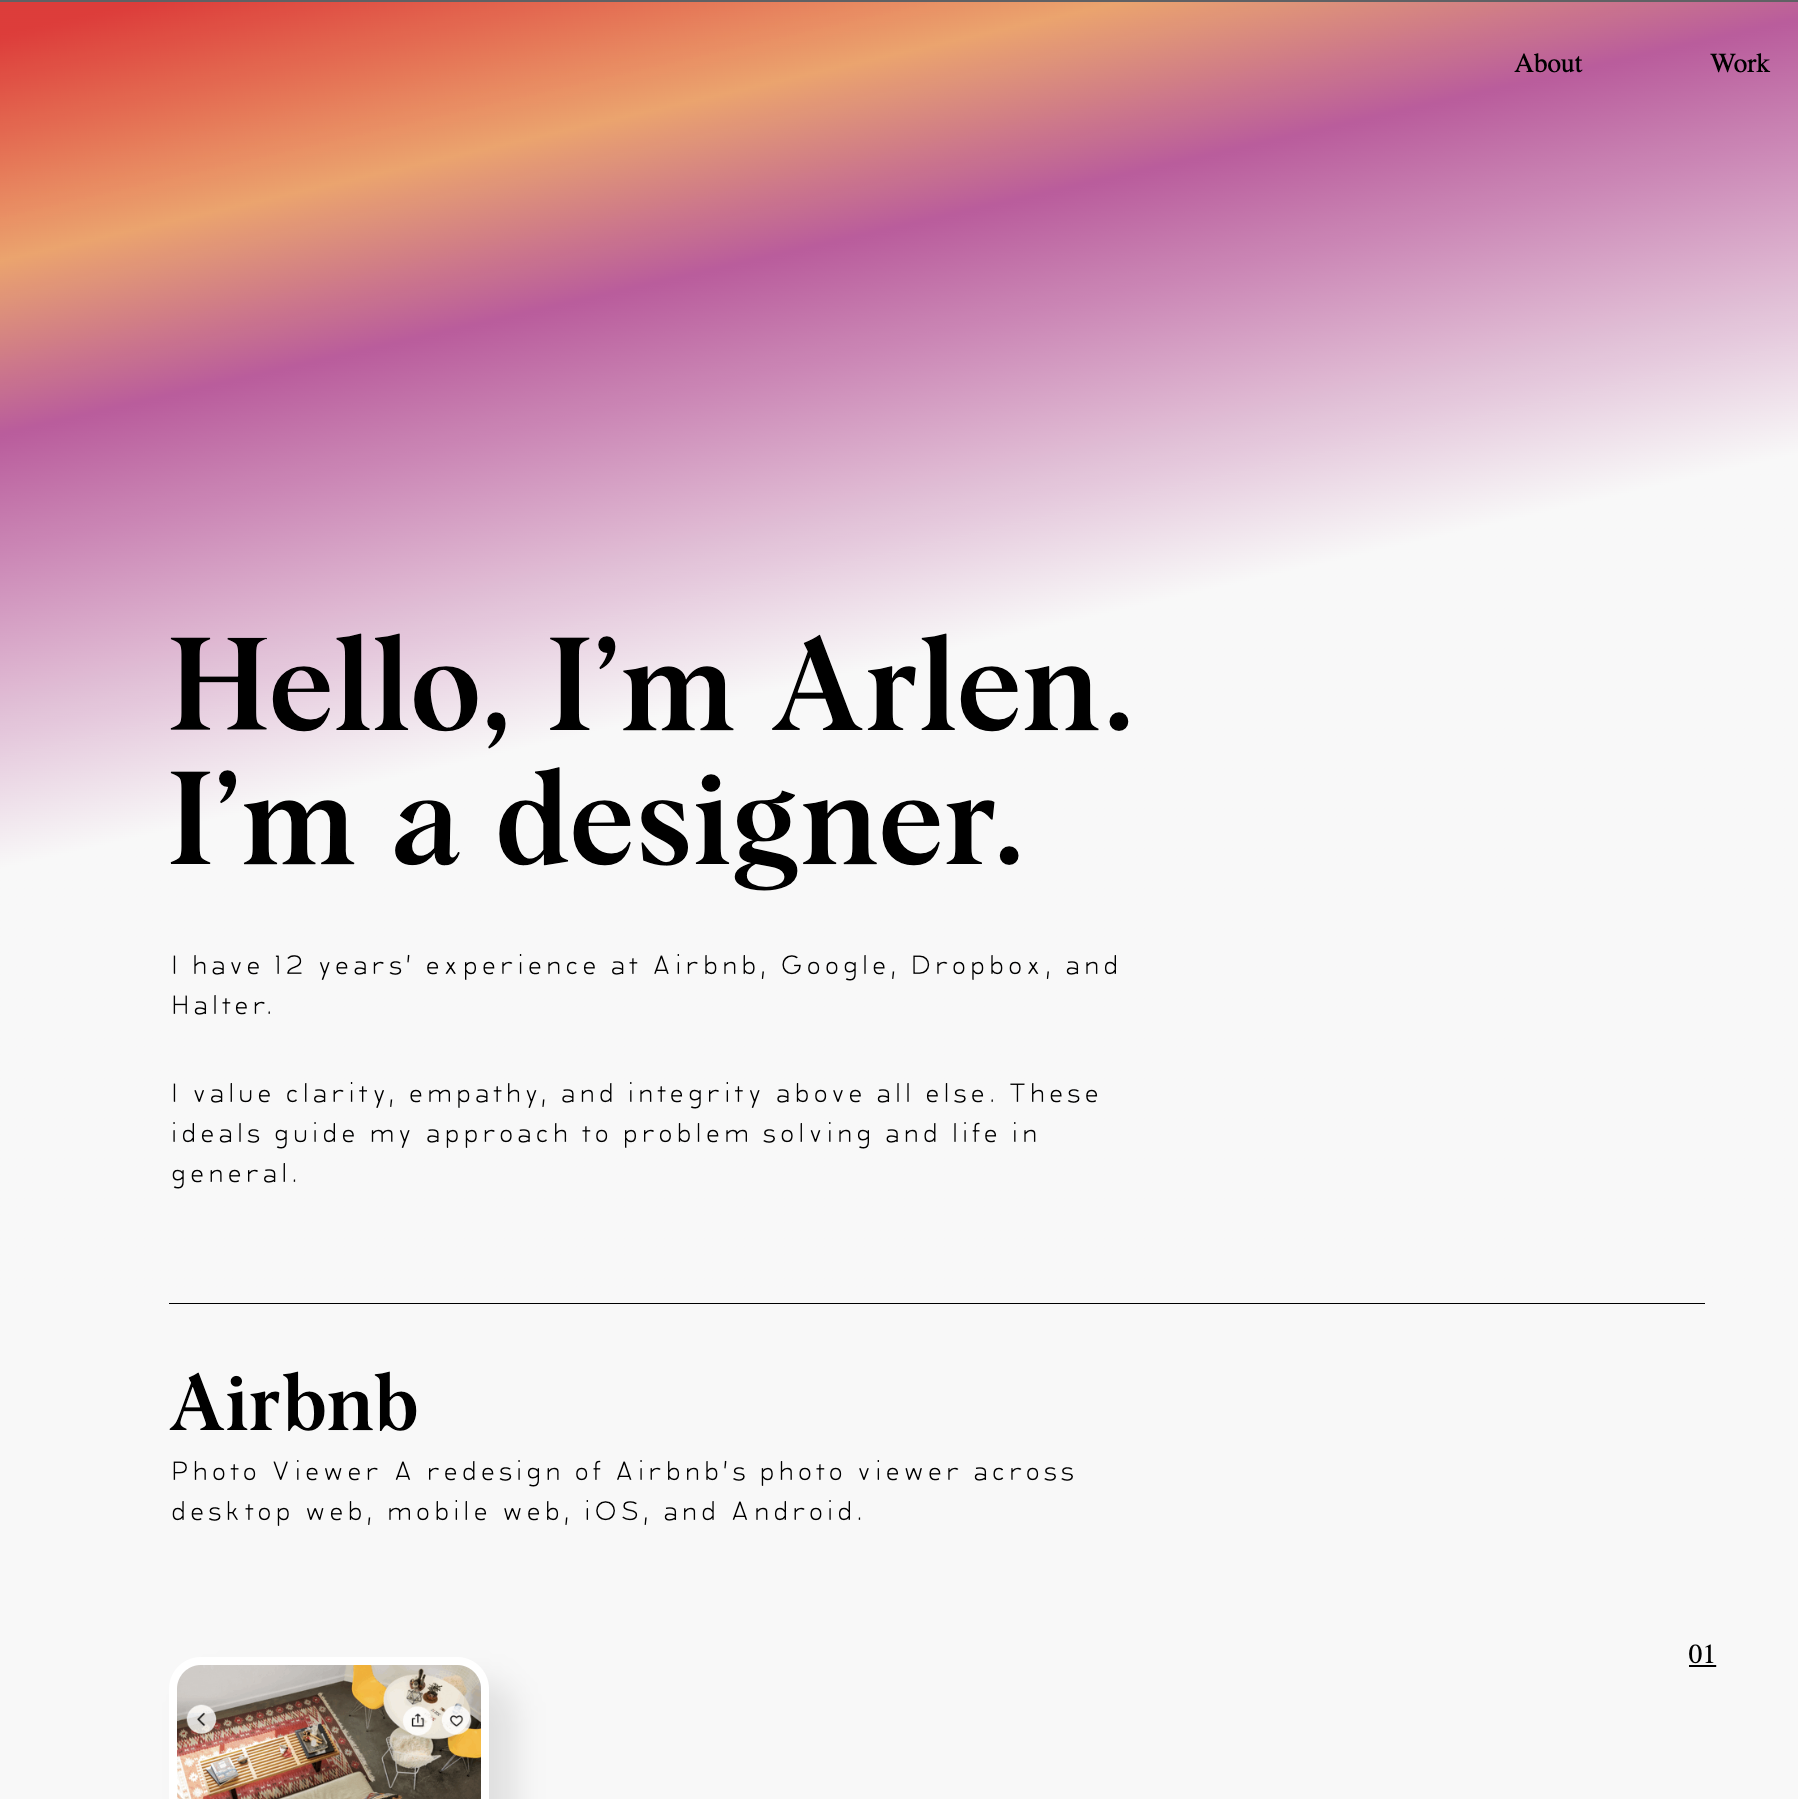 About Work
Hello, I’m Arlen.
I’m a designer.
I have 12 years’ experience at Airbnb, Google, Dropbox, and
Halter.
I value clarity, empathy, and integrity above all else. These
ideals guide my approach to problem solving and life in
general.
Airbnb
Photo Viewer A redesign of Airbnb’s photo viewer across
desktop web, mobile web, iOS, and Android.
01